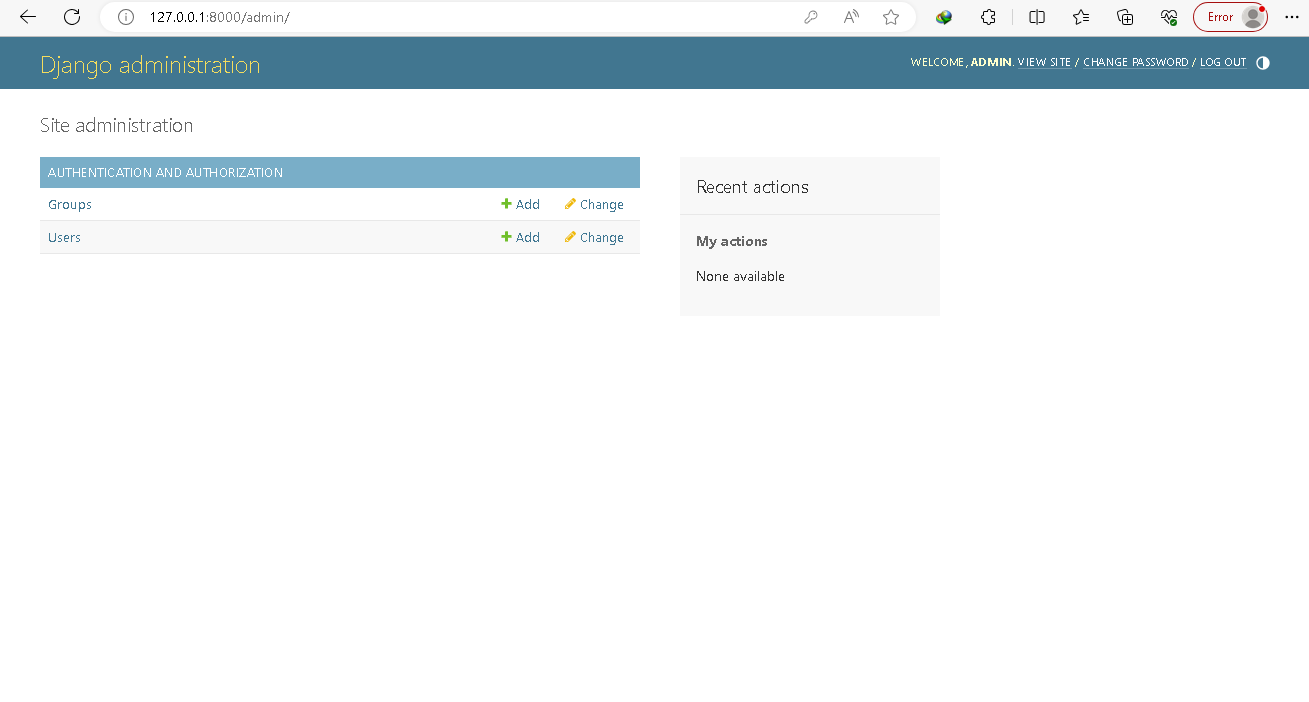 127.0.0.1:8000/admin/
Error
Django administration
WELCOME, ADMIN. VIEW SITE / CHANGE PASSWORD / LOG OUT
Site administration
AUTHENTICATION AND AUTHORIZATION
Groups Add Change
Users Add Change
Recent actions
My actions
None available